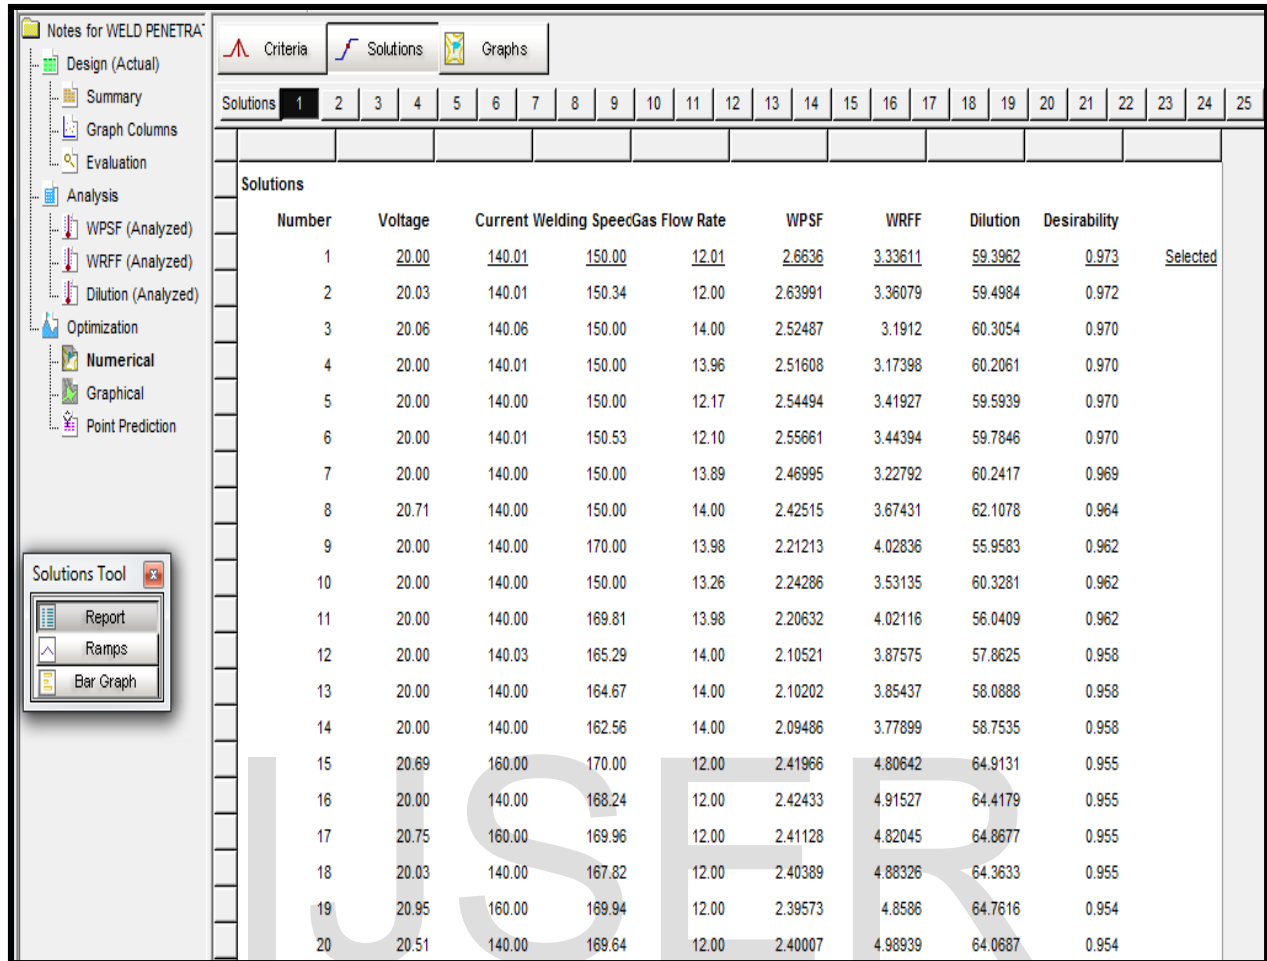 Notes for WELD PENETRAT
Design (Actual)
Summary
Graph Columns
Evaluation
Analysis
WPSF (Analyzed)
WRFF (Analyzed)
Dilution (Analyzed)
Optimization
Numerical
Graphical
Point Prediction
Solutions Tool
Report
Ramps
Bar Graph
Criteria Solutions Graphs
Solutions 1 2 3 4 5 6 7 8 9 10 11 12 13 14 15 16 17 18 19 20 21 22 23 24 25
Solutions
Number Voltage Current Welding Speec Gas Flow Rate WPSF WRFF Dilution Desirability
1 20.00 140.01 150.00 12.01 2.6636 3.33611 59.3962 0.973 Selected
2 20.03 140.01 150.34 12.00 2.63991 3.36079 59.4984 0.972
3 20.06 140.06 150.00 14.00 2.52487 3.1912 60.3054 0.970
4 20.00 140.01 150.00 13.96 2.51608 3.17398 60.2061 0.970
5 20.00 140.00 150.00 12.17 2.54494 3.41927 59.5939 0.970
6 20.00 140.01 150.53 12.10 2.55661 3.44394 59.7846 0.970
7 20.00 140.00 150.00 13.89 2.46995 3.22792 60.2417 0.969
8 20.71 140.00 150.00 14.00 2.42515 3.67431 62.1078 0.964
9 20.00 140.00 170.00 13.98 2.21213 4.02836 55.9583 0.962
10 20.00 140.00 150.00 13.26 2.24286 3.53135 60.3281 0.962
11 20.00 140.00 169.81 13.98 2.20632 4.02116 56.0409 0.962
12 20.00 140.03 165.29 14.00 2.10521 3.87575 57.8625 0.958
13 20.00 140.00 164.67 14.00 2.10202 3.85437 58.0888 0.958
14 20.00 140.00 162.56 14.00 2.09486 3.77899 58.7535 0.958
15 20.69 160.00 170.00 12.00 2.41966 4.80642 64.9131 0.955
16 20.00 140.00 168.24 12.00 2.42433 4.91527 64.4179 0.955
17 20.75 160.00 169.96 12.00 2.41128 4.82045 64.8677 0.955
18 20.03 140.00 167.82 12.00 2.40389 4.88326 64.3633 0.955
19 20.95 160.00 169.94 12.00 2.39573 4.8586 64.7616 0.954
20 20.51 140.00 169.64 12.00 2.40007 4.98939 64.0687 0.954
IJSER